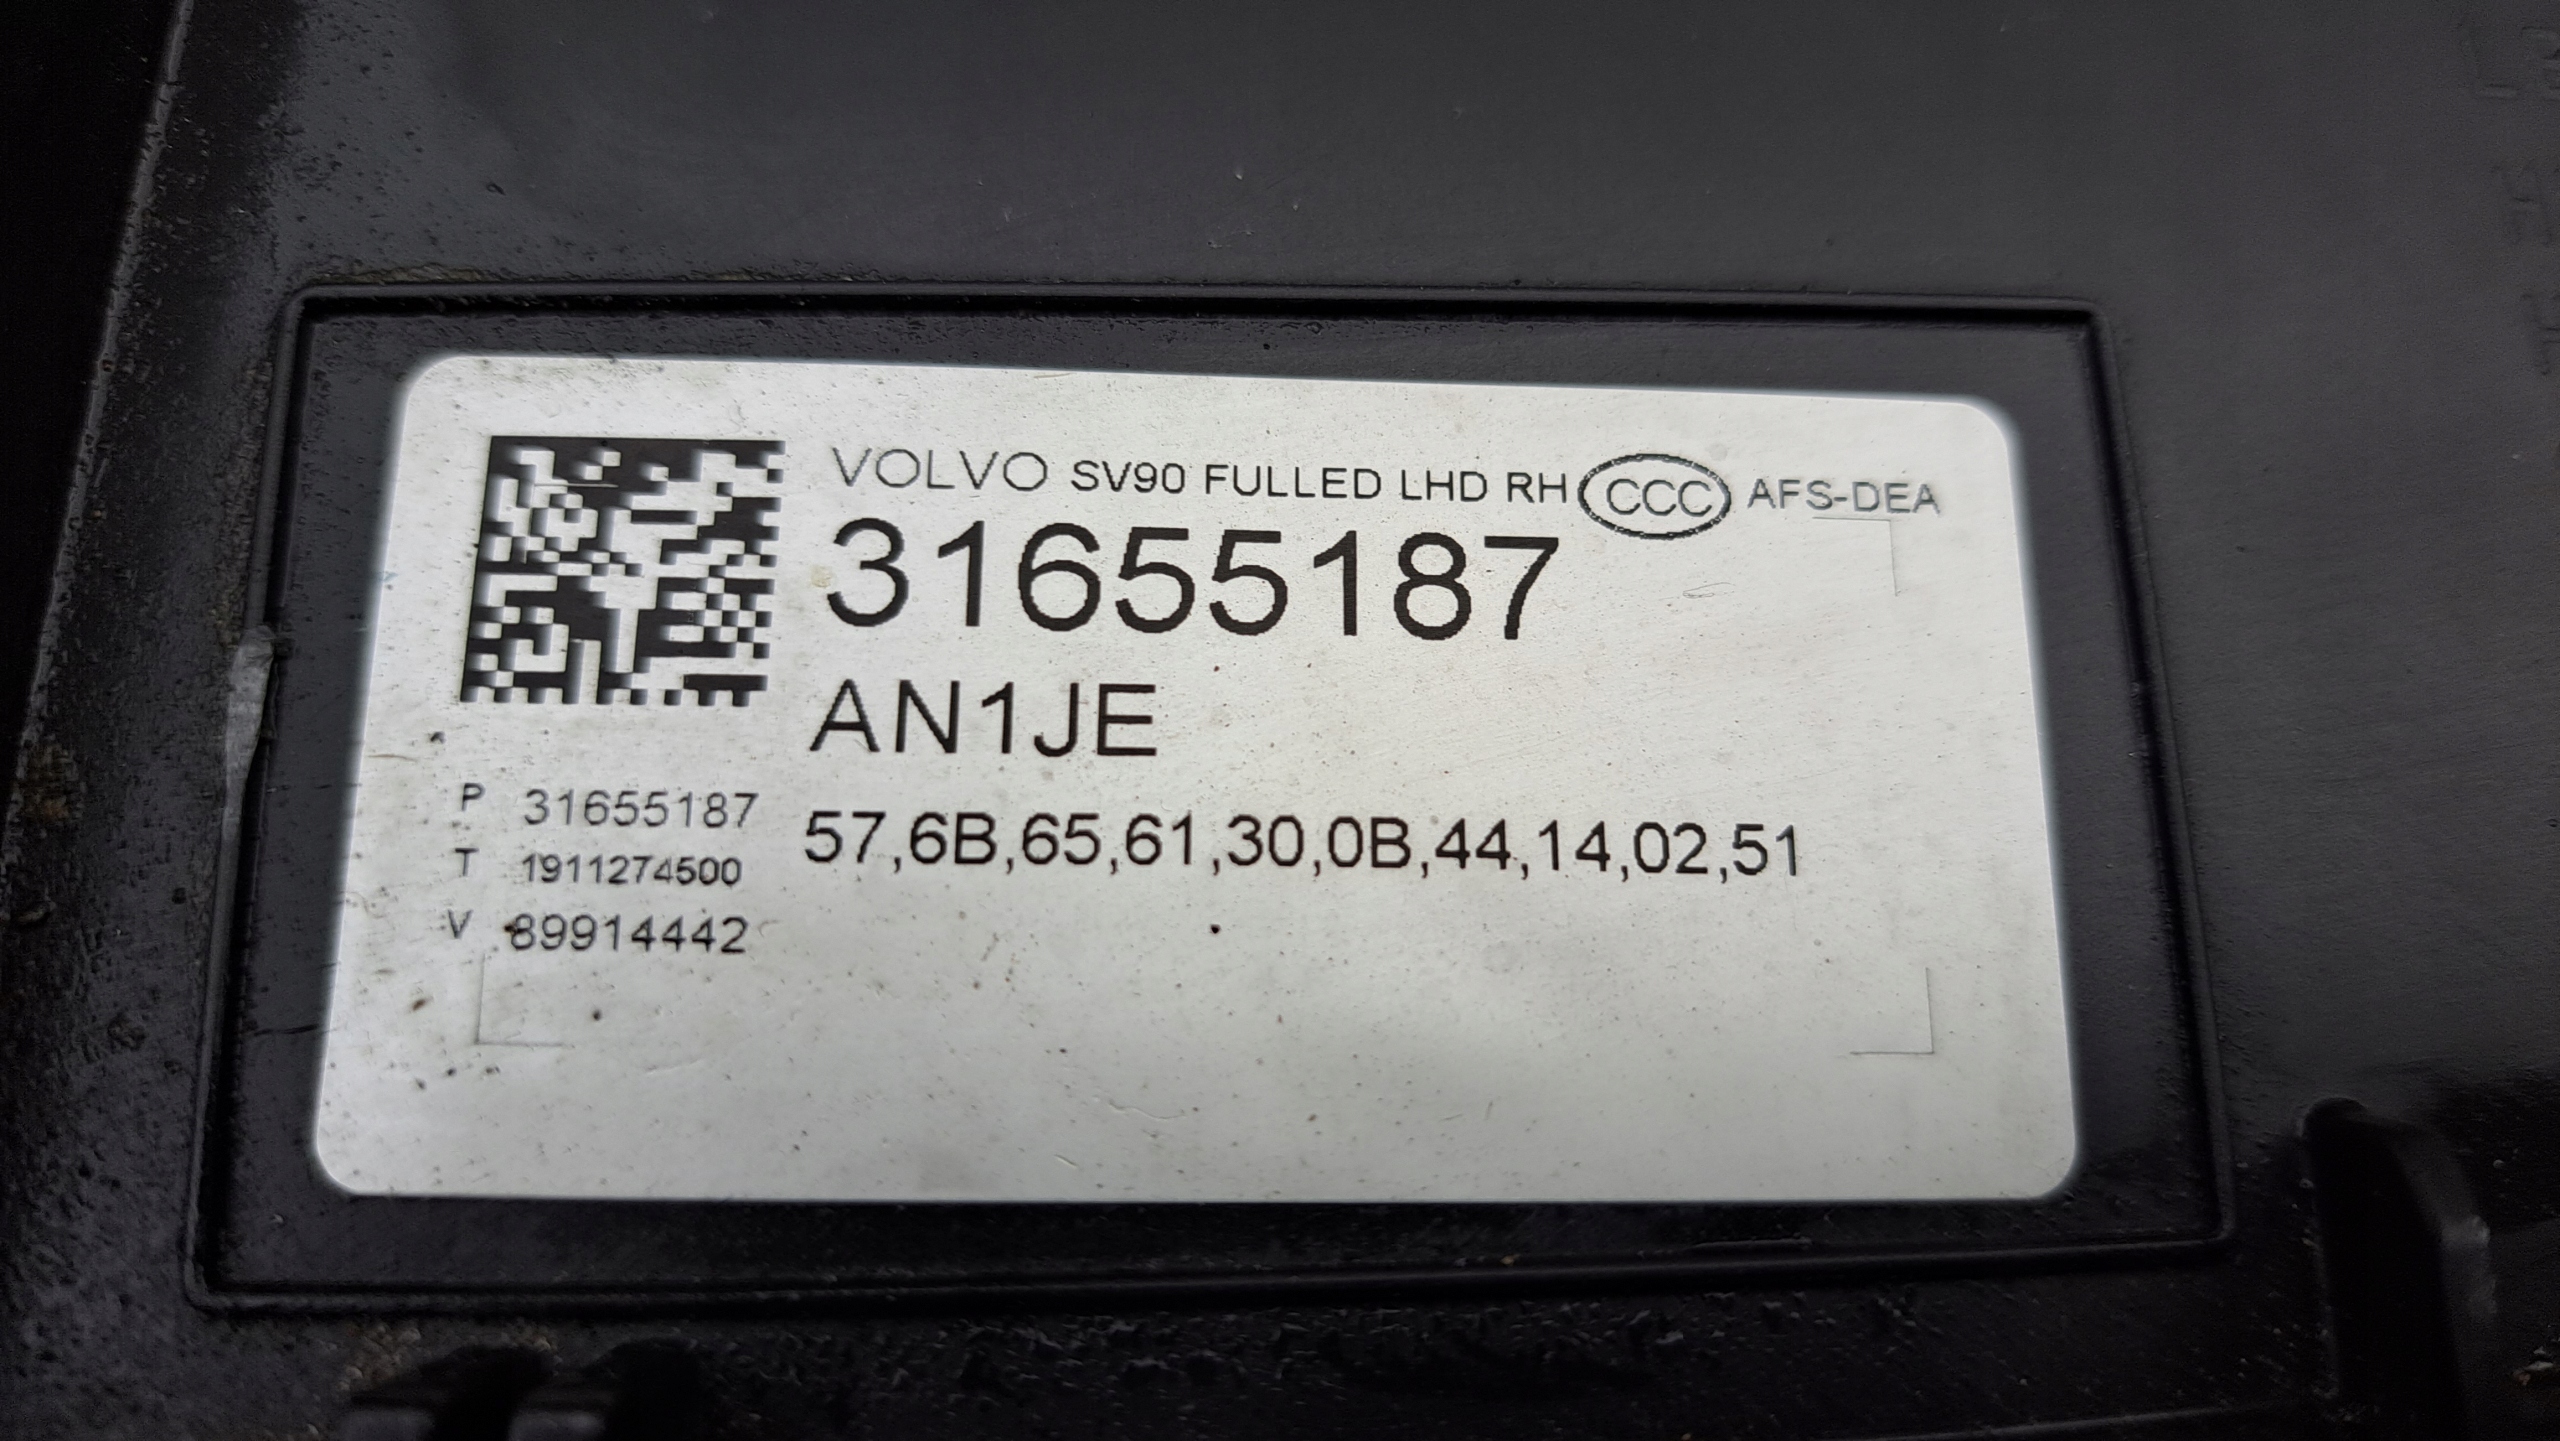 VOLVO SV90 FULLED LHD RH CCC AFS-DEA
31655187
AN1JE
P 31655187
57,6B,65,61,30,0B,44,14,02,51
T 1911274500
V 89914442